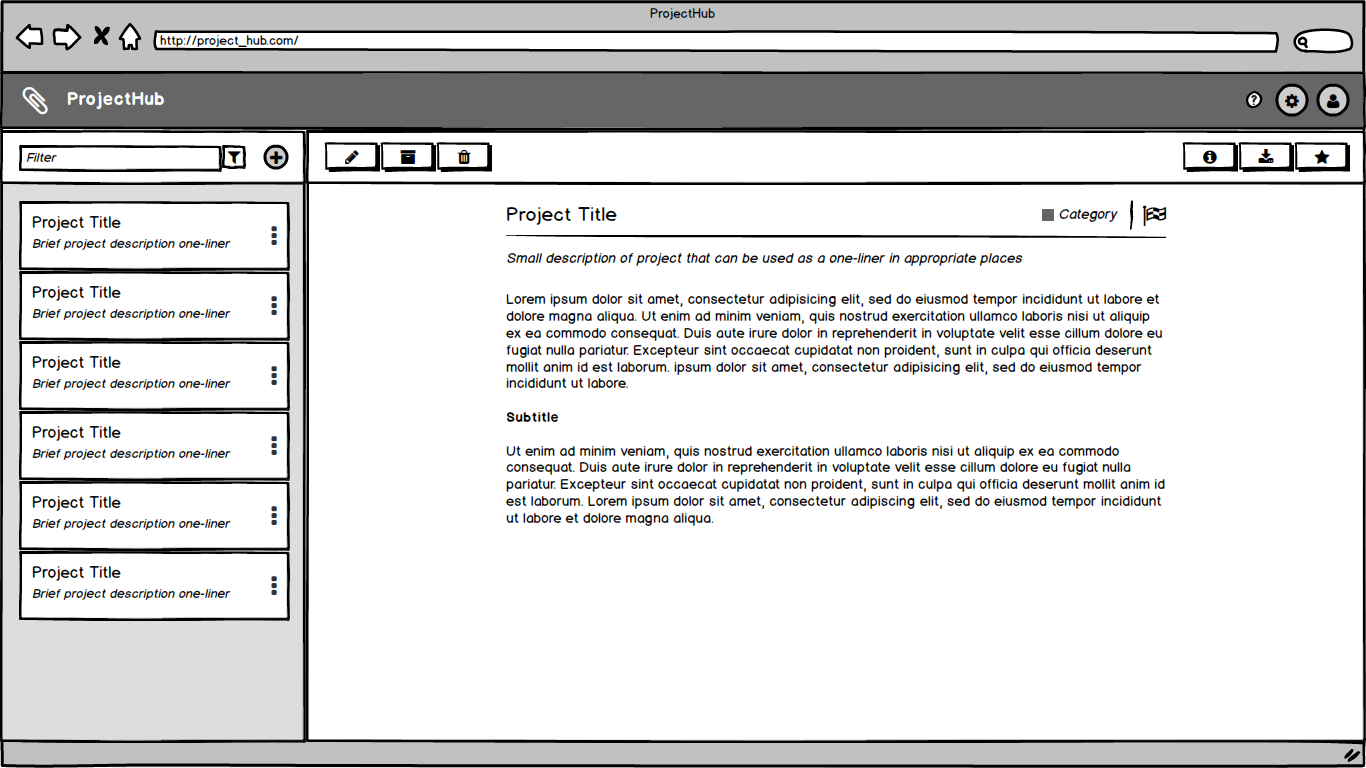 ProjectHub
http://project_hub.com/
ProjectHub
Filter
Project Title
Brief project description one-liner
Project Title
Brief project description one-liner
Project Title
Brief project description one-liner
Project Title
Brief project description one-liner
Project Title
Brief project description one-liner
Project Title
Brief project description one-liner
Project Title
Category
Small description of project that can be used as a one-liner in appropriate places
Lorem ipsum dolor sit amet, consectetur adipisicing elit, sed do eiusmod tempor incididunt ut labore et
dolore magna aliqua. Ut enim ad minim veniam, quis nostrud exercitation ullamco laboris nisi ut aliquip
ex ea commodo consequat. Duis aute irure dolor in reprehenderit in voluptate velit esse cillum dolore eu
fugiat nulla pariatur. Excepteur sint occaecat cupidatat non proident, sunt in culpa qui officia deserunt
mollit anim id est laborum. ipsum dolor sit amet, consectetur adipisicing elit, sed do eiusmod tempor
incididunt ut labore.
Subtitle
Ut enim ad minim veniam, quis nostrud exercitation ullamco laboris nisi ut aliquip ex ea commodo
consequat. Duis aute irure dolor in reprehenderit in voluptate velit esse cillum dolore eu fugiat nulla
pariatur. Excepteur sint occaecat cupidatat non proident, sunt in culpa qui officia deserunt mollit anim id
est laborum. Lorem ipsum dolor sit amet, consectetur adipiscing elit, sed do eiusmod tempor incididunt
ut labore et dolore magna aliqua.